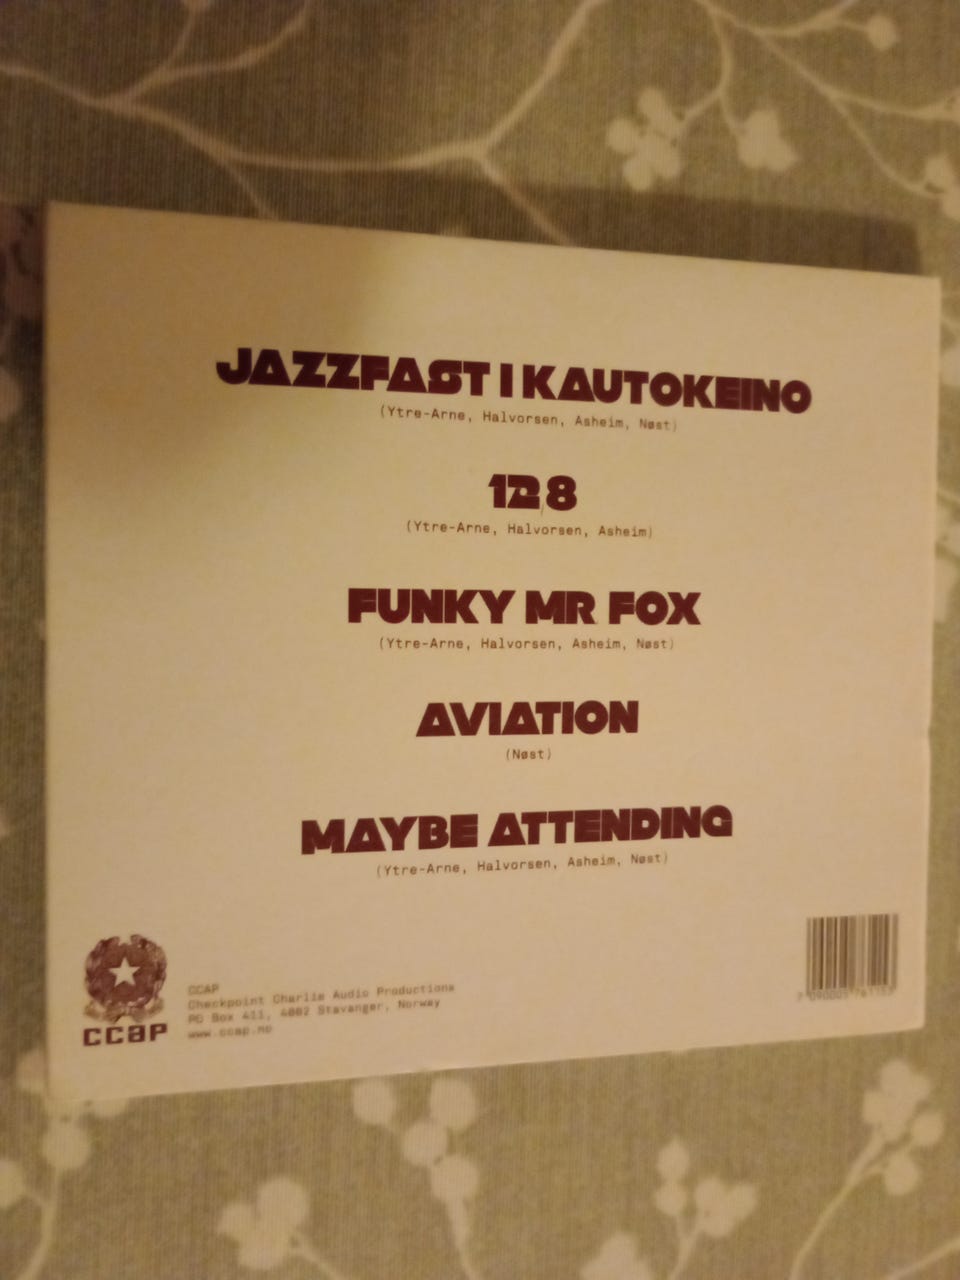 JAZZFAST I KAUTOKEINO
(Ytre-Arne, Halvorsen, Asheim, Nøst)
12,8
(Ytre-Arne, Halvorsen, Asheim)
FUNKY MR. FOX
(Ytre-Arne, Halvorsen, Asheim, Nøst)
AVIATION
(Nøst)
MAYBE ATTENDING
(Ytre-Arne, Halvorsen, Asheim, Nøst)
CCAP
CCAP
Checkpoint Charlie Audio Productions
PO Box 411, 4002 Stavanger, Norway
www.ccap.no